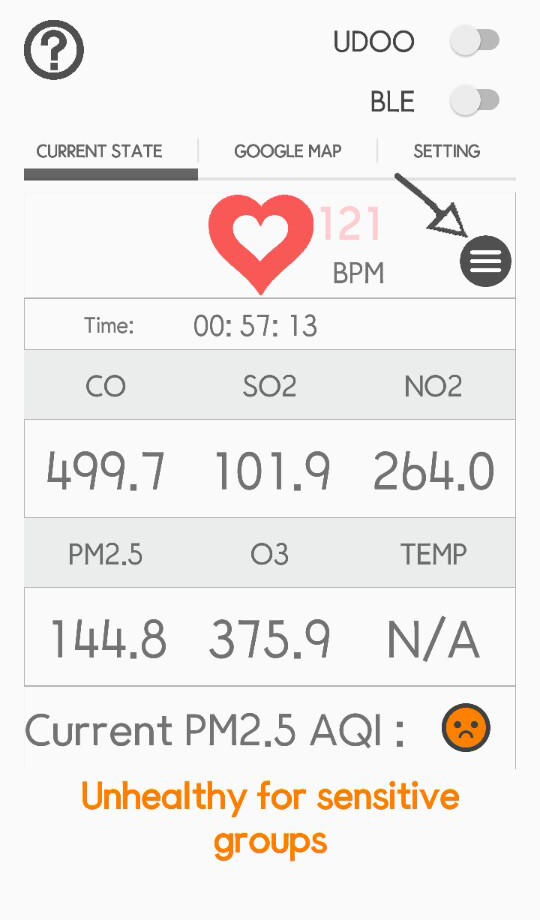 ?
UDOO
BLE
CURRENT STATE GOOGLE MAP SETTING
121
BPM
Time: 00: 57: 13
CO SO2 NO2
499.7 101.9 264.0
PM2.5 O3 TEMP
144.8 375.9 N/A
Current PM2.5 AQI :
Unhealthy for sensitive
groups